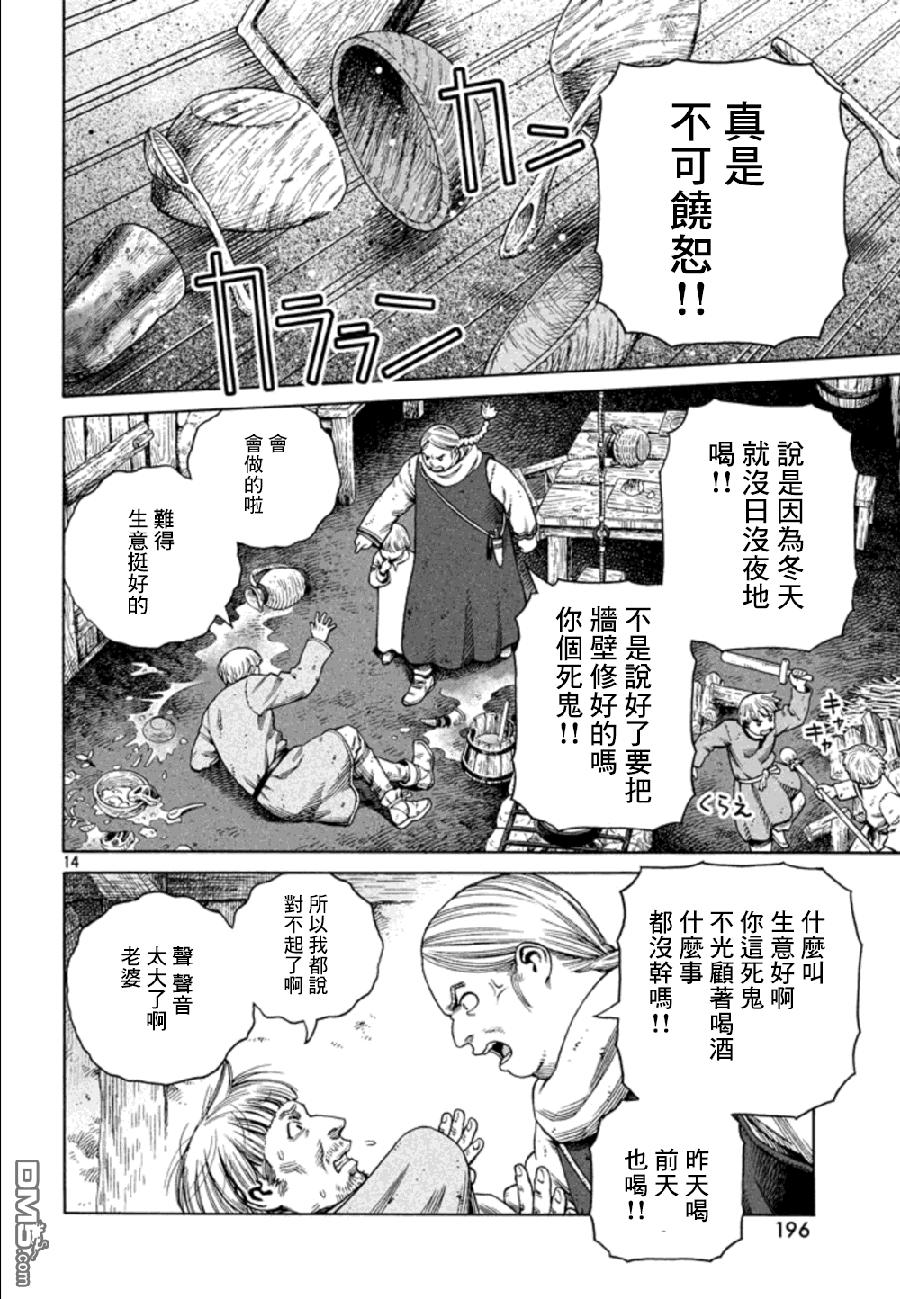 真是
不可饒恕!!
カン
カラララン
說是因為冬天
就沒日沒夜地
喝!!
不是說好了要把
牆壁修好的嗎
你個死鬼!!
會
會做的啦
難得
生意挺好的
キャ
キャ
くらえ
14
什麼叫
生意好啊
你這死鬼
不光顧著喝酒
什麼事
都沒幹嗎!!
昨天喝
前天
也喝!!
所以我都說
對不起了啊
聲 聲音
太大了啊
老婆
196